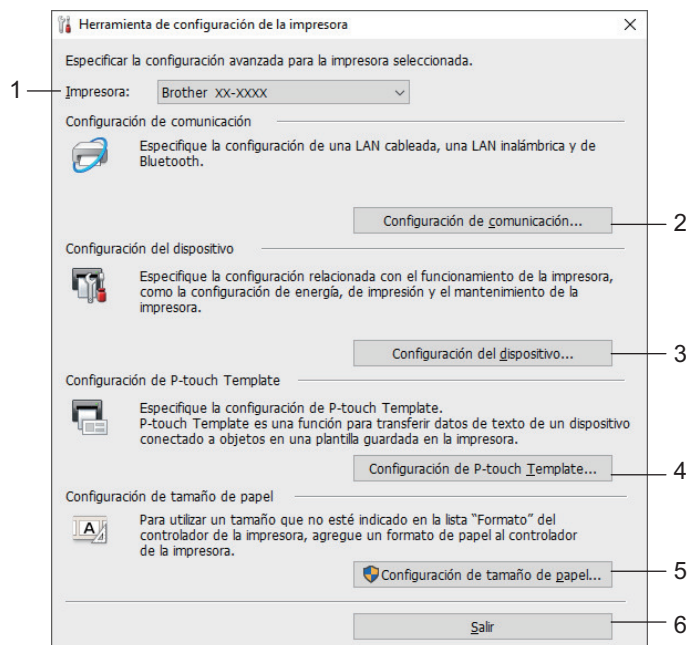 Herramienta de configuración de la impresora
Especificar la configuración avanzada para la impresora seleccionada.
1
Impresora: Brother XX-XXXX
Configuración de comunicación
Especifique la configuración de una LAN cableada, una LAN inalámbrica y de
Bluetooth.
Configuración de comunicación...
2
Configuración del dispositivo
Especifique la configuración relacionada con el funcionamiento de la impresora,
como la configuración de energía, de impresión y el mantenimiento de la
impresora.
Configuración del dispositivo...
3
Configuración de P-touch Template
Especifique la configuración de P-touch Template.
P-touch Template es una función para transferir datos de texto de un dispositivo
conectado a objetos en una plantilla guardada en la impresora.
Configuración de P-touch Template...
4
Configuración de tamaño de papel
Para utilizar un tamaño que no esté indicado en la lista "Formato" del
controlador de la impresora, agregue un formato de papel al controlador
de la impresora.
Configuración de tamaño de papel...
5
Salir
6